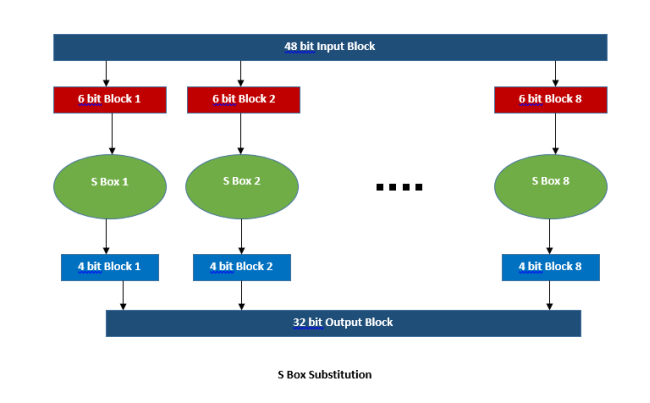 48 bit Input Block
6 bit Block 1
6 bit Block 2
6 bit Block 8
S Box 1
S Box 2
S Box 8
4 bit Block 1
4 bit Block 2
4 bit Block 8
32 bit Output Block
S Box Substitution